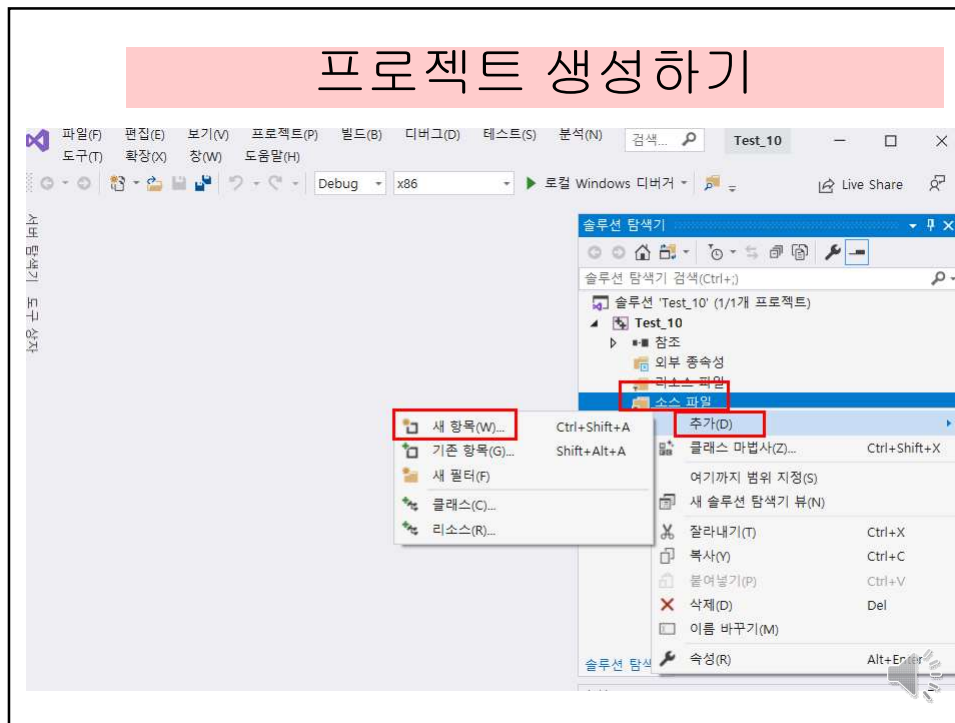 프로젝트 생성하기
파일(F) 편집(E) 보기(V) 프로젝트(P) 빌드(B) 디버그(D) 테스트(S) 분석(N) 검색... Test_10
도구(T) 확장(X) 창(W) 도움말(H)
Debug x86 로컬 Windows 디버거 Live Share
서버 탐색기 도구 상자
솔루션 탐색기
솔루션 탐색기 검색(Ctrl+;)
솔루션 'Test_10' (1/1개 프로젝트)
Test_10
참조
외부 종속성
리소스 파일
소스 파일
추가(D)
새 항목(W)... Ctrl+Shift+A
기존 항목(G)... Shift+Alt+A
새 필터(F)
클래스(C)...
리소스(R)...
클래스 마법사(Z)... Ctrl+Shift+X
여기까지 범위 지정(S)
새 솔루션 탐색기 뷰(N)
잘라내기(T) Ctrl+X
복사(Y) Ctrl+C
붙여넣기(P) Ctrl+V
삭제(D) Del
이름 바꾸기(M)
속성(R) Alt+Enter
솔루션 탐색